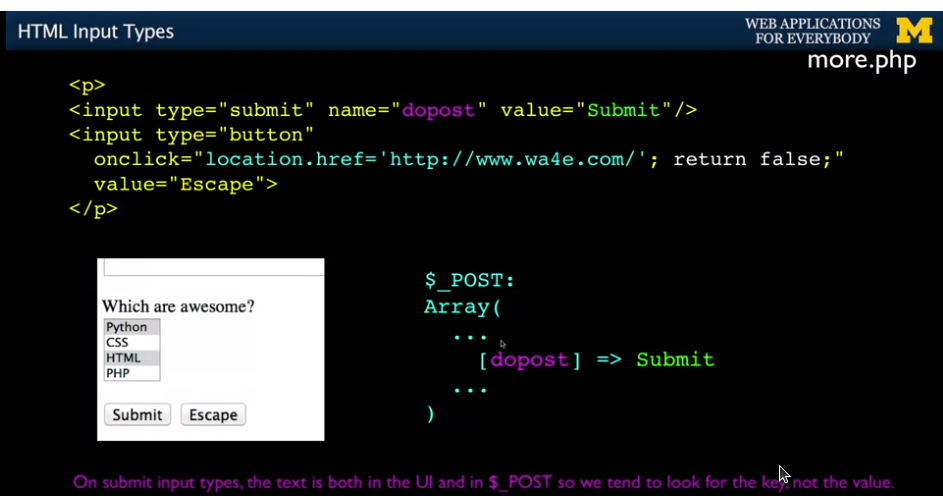 HTML Input Types
WEB APPLICATIONS
FOR EVERYBODY
M
more.php
<p>
<input type="submit" name="dopost" value="Submit"/>
<input type="button"
onclick="location.href='http://www.wa4e.com/'; return false;"
value="Escape">
</p>
Which are awesome?
Python
CSS
HTML
PHP
Submit Escape
$_POST:
Array(
...
[dopost] => Submit
...
)
On submit input types, the text is both in the UI and in $_POST so we tend to look for the key, not the value.